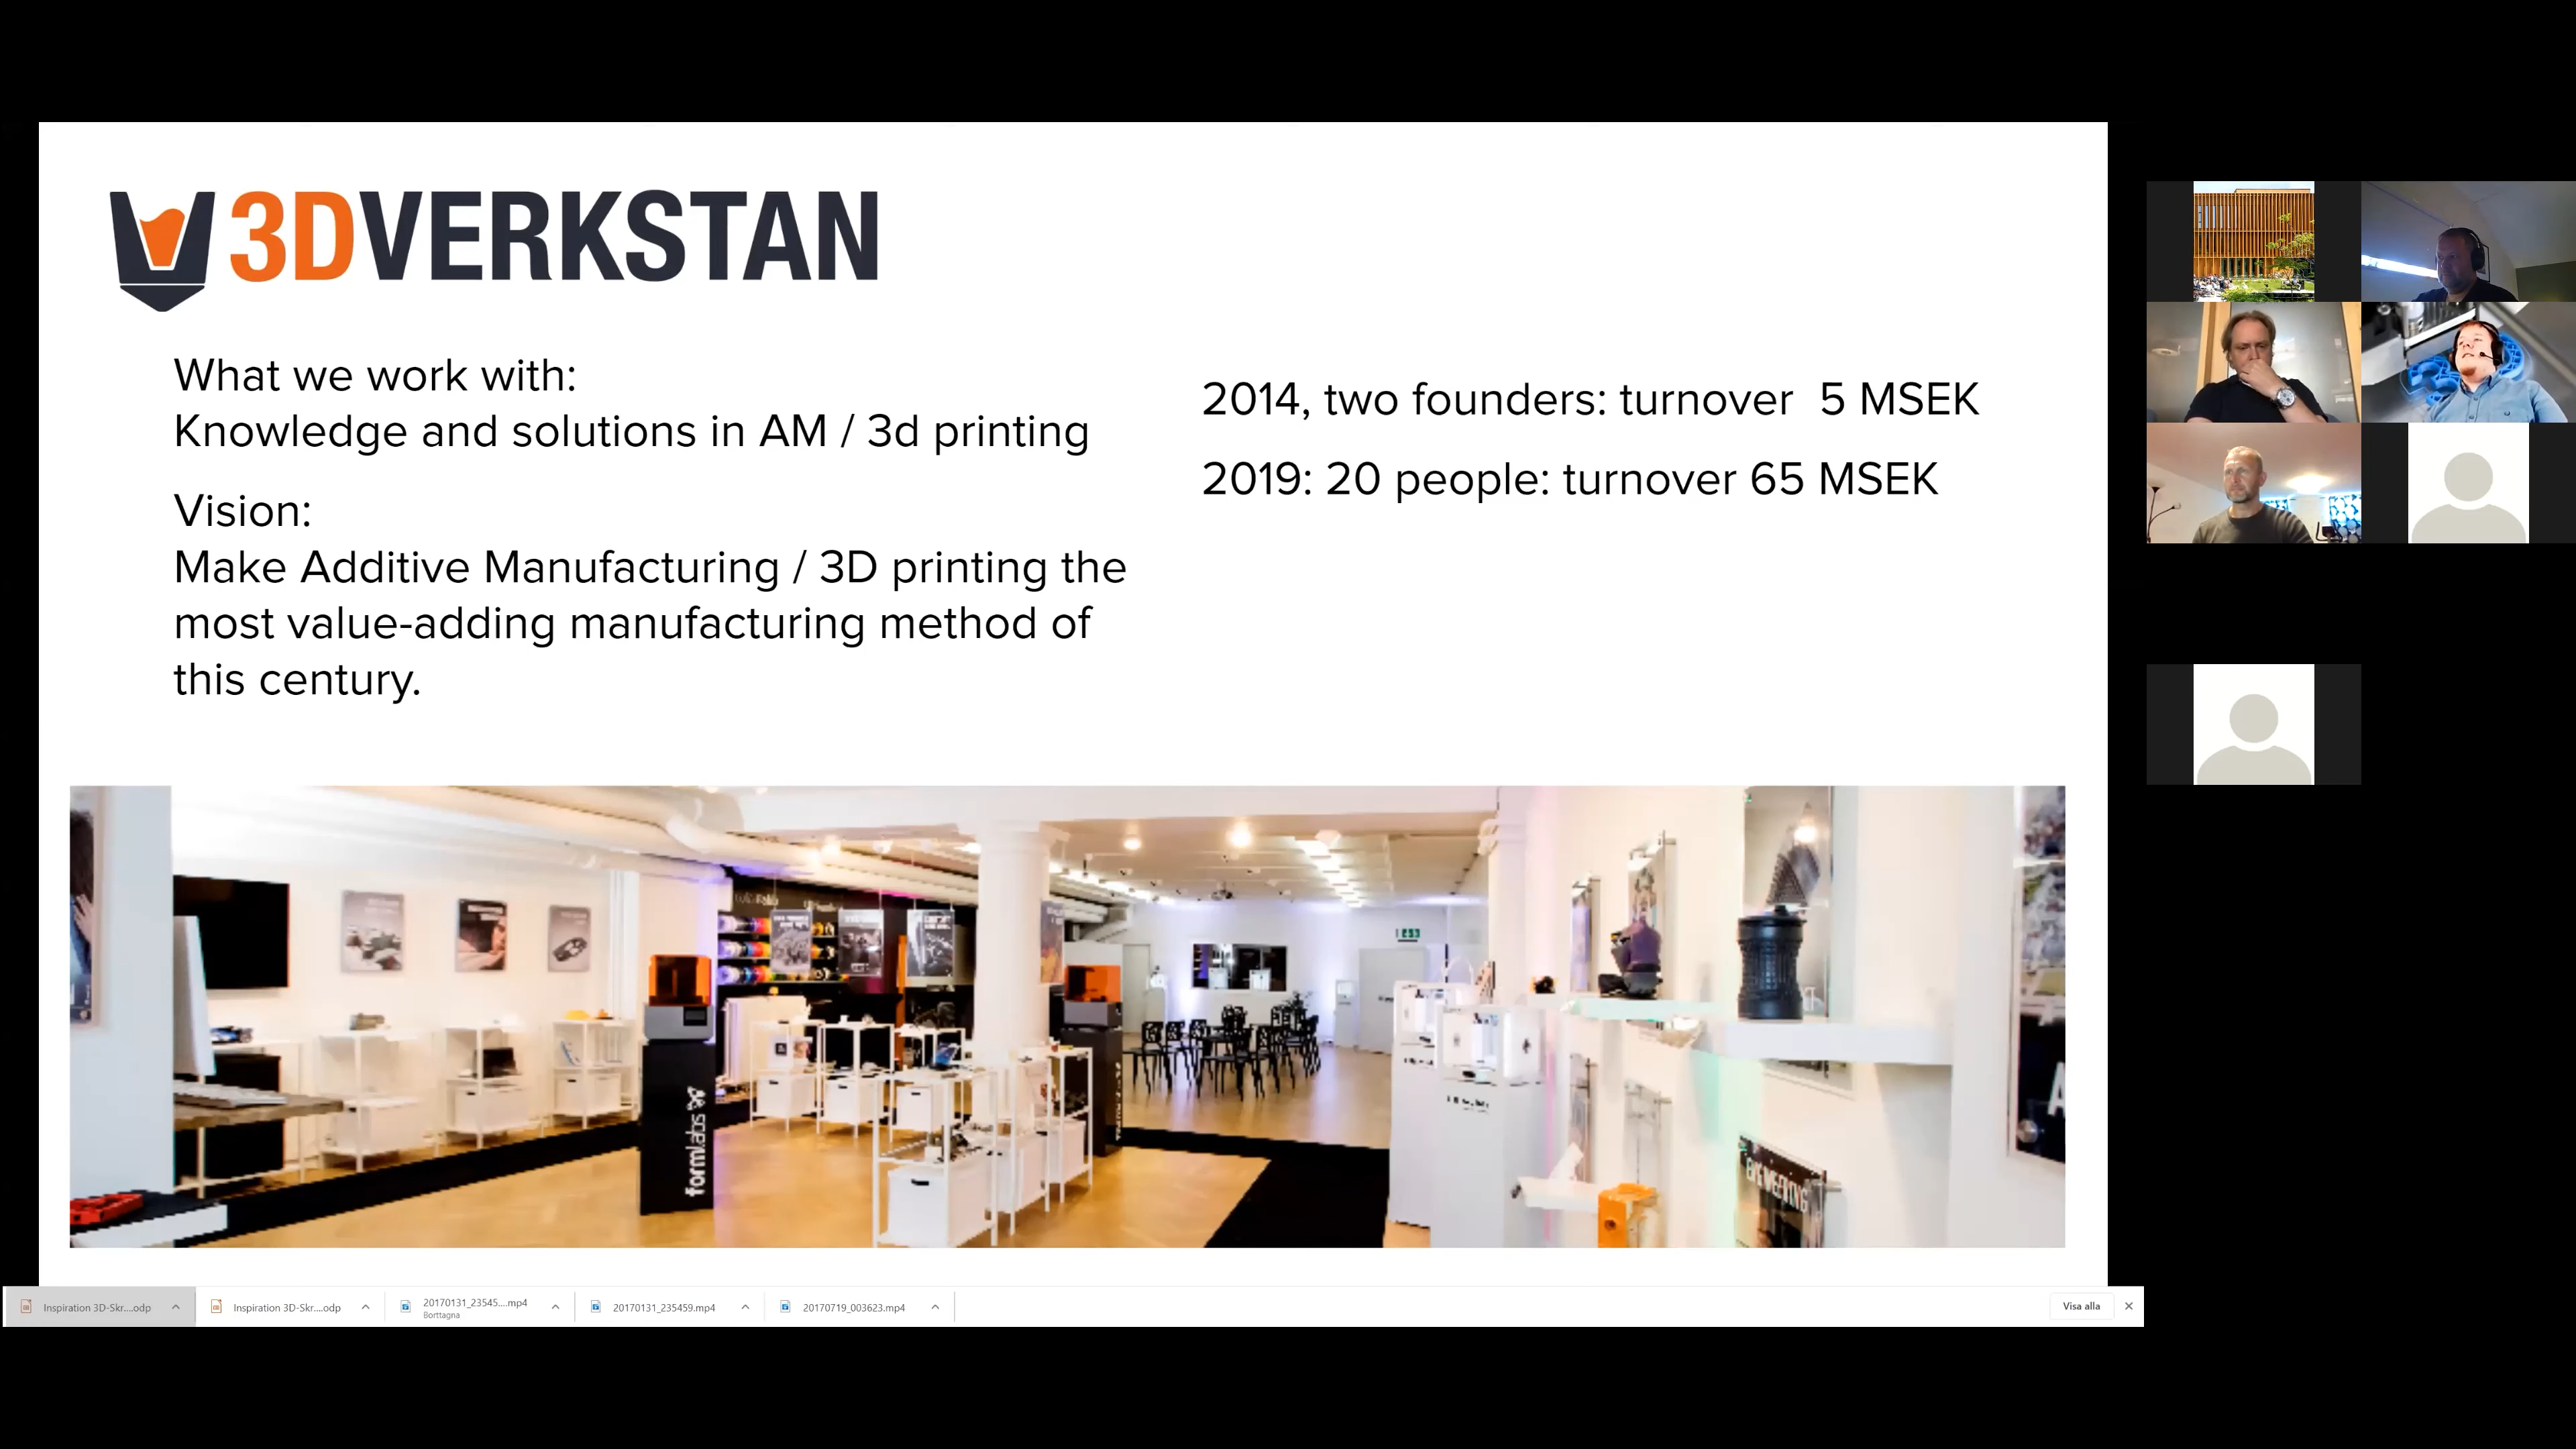 3DVERKSTAN
What we work with:
Knowledge and solutions in AM / 3d printing
Vision:
Make Additive Manufacturing / 3D printing the
most value-adding manufacturing method of
this century.
2014, two founders: turnover  5 MSEK
2019: 20 people: turnover 65 MSEK
formlabs
ENGINEERING
Inspiration 3D-Skr....odp
Inspiration 3D-Skr....odp
20170131_23545....mp4
Borttagna
20170131_235459.mp4
20170719_003623.mp4
Visa alla